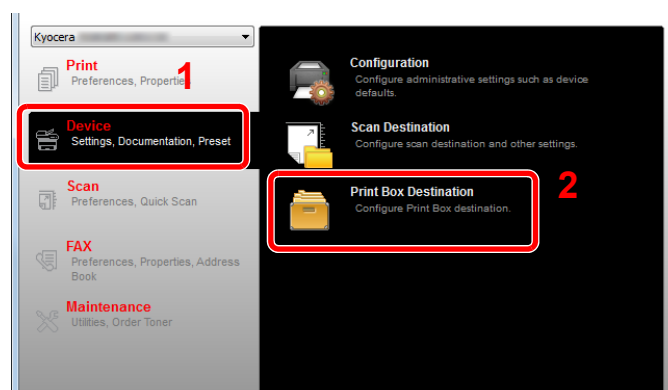 Kyocera
Print
Preferences, Properties
1
Device
Settings, Documentation, Preset
Scan
Preferences, Quick Scan
FAX
Preferences, Properties, Address
Book
Maintenance
Utilities, Order Toner
Configuration
Configure administrative settings such as device
defaults.
Scan Destination
Configure scan destination and other settings.
Print Box Destination
Configure Print Box destination.
2